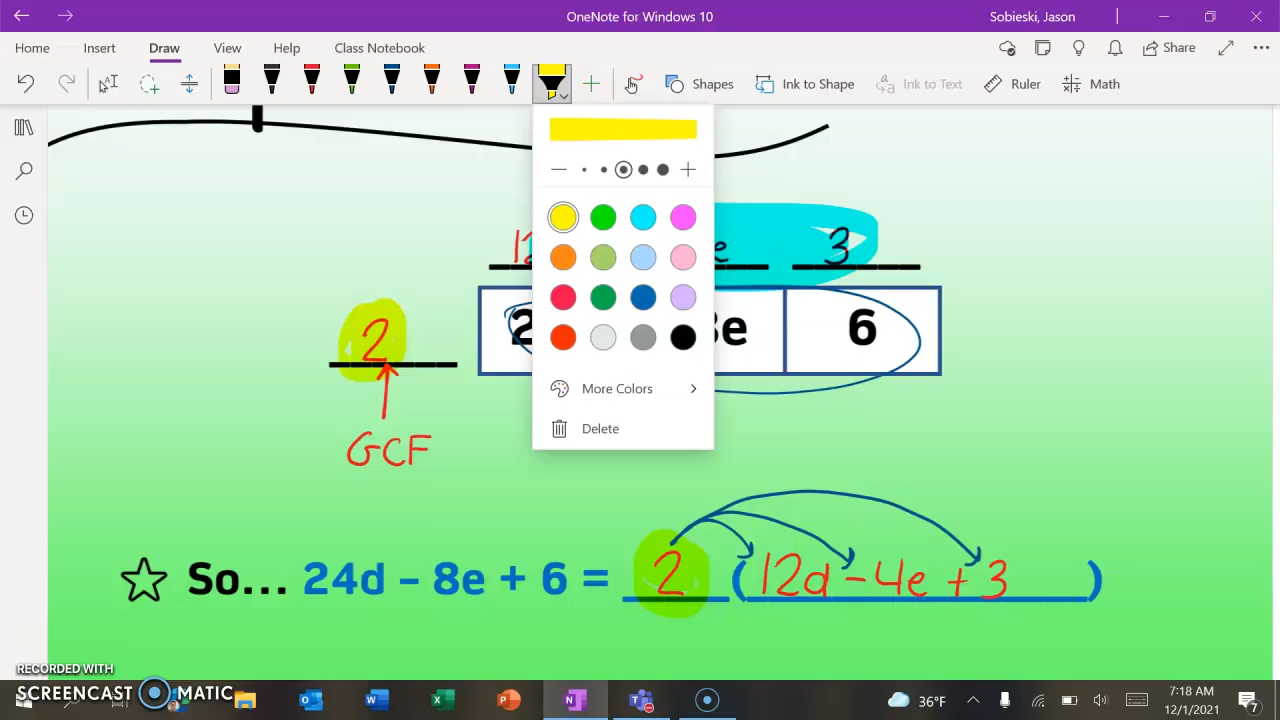 OneNote for Windows 10
Sobieski, Jason
Home Insert Draw View Help Class Notebook Share
Shapes Ink to Shape Ink to Text Ruler Math
More Colors
Delete
e 3
2 6
2
GCF
So... 24d – 8e + 6 = 2 (12d – 4e + 3)
RECORDED WITH
SCREENCAST MATIC
36°F
7:18 AM
12/1/2021
7